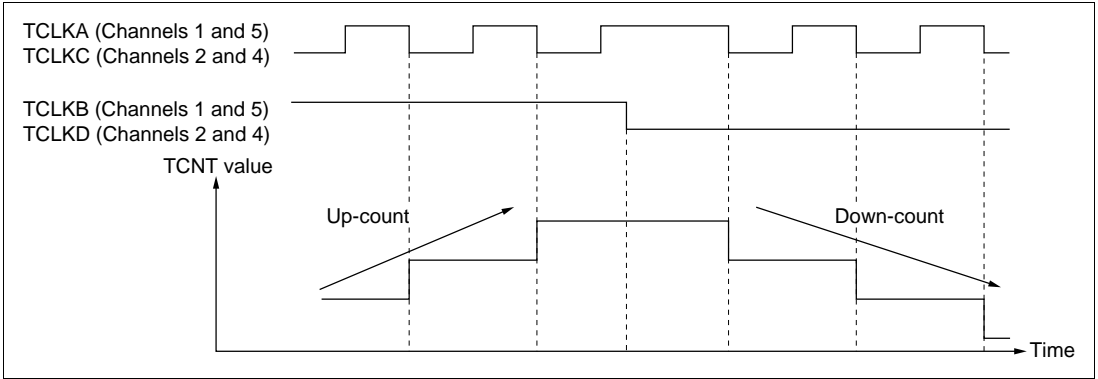 TCLKA (Channels 1 and 5)
TCLKC (Channels 2 and 4)
TCLKB (Channels 1 and 5)
TCLKD (Channels 2 and 4)
TCNT value
Up-count
Down-count
Time